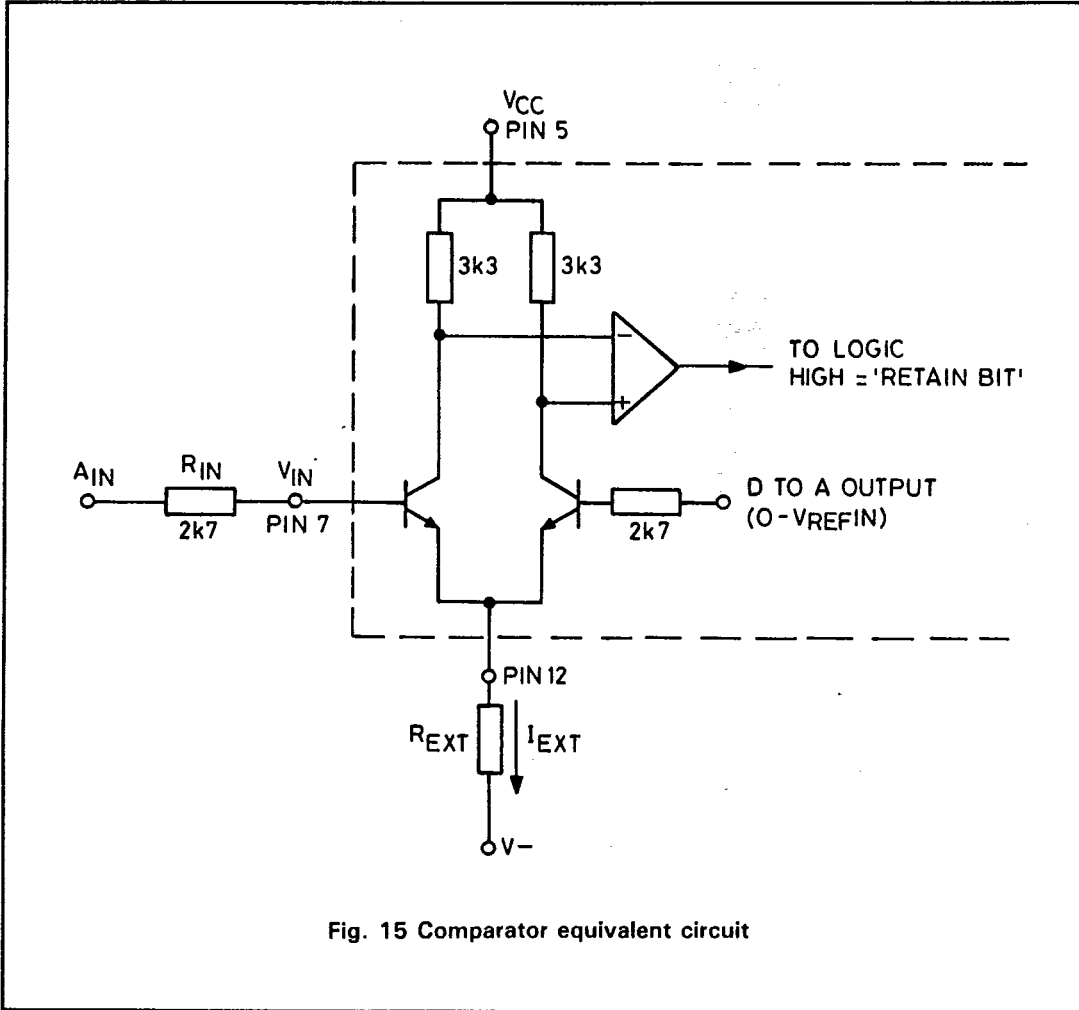 VCC
PIN 5
3k3
3k3
-
+
TO LOGIC
HIGH = 'RETAIN BIT'
AIN
RIN
2k7
VIN
PIN 7
2k7
D TO A OUTPUT
(0-VREFIN)
PIN 12
REXT
IEXT
V-
Fig. 15 Comparator equivalent circuit